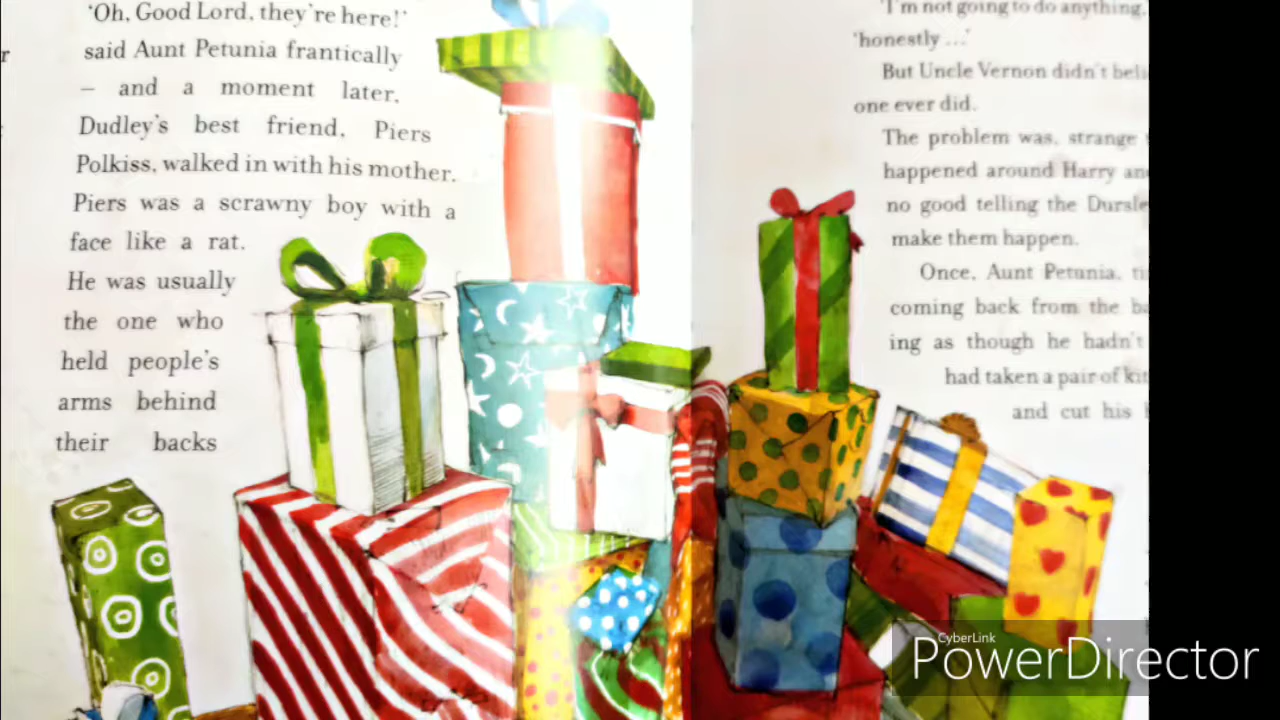 r
'Oh, Good Lord, they're here!'
said Aunt Petunia frantically
– and a moment later,
Dudley's best friend, Piers
Polkiss, walked in with his mother.
Piers was a scrawny boy with a
face like a rat.
He was usually
the one who
held people's
arms behind
their backs
'I'm not going to do anything,
'honestly ...'
But Uncle Vernon didn't beli
one ever did.
The problem was, strange
happened around Harry an
no good telling the Dursle
make them happen.
Once, Aunt Petunia, ti
coming back from the ba
ing as though he hadn't
had taken a pair of kit
and cut his
CyberLink
PowerDirector